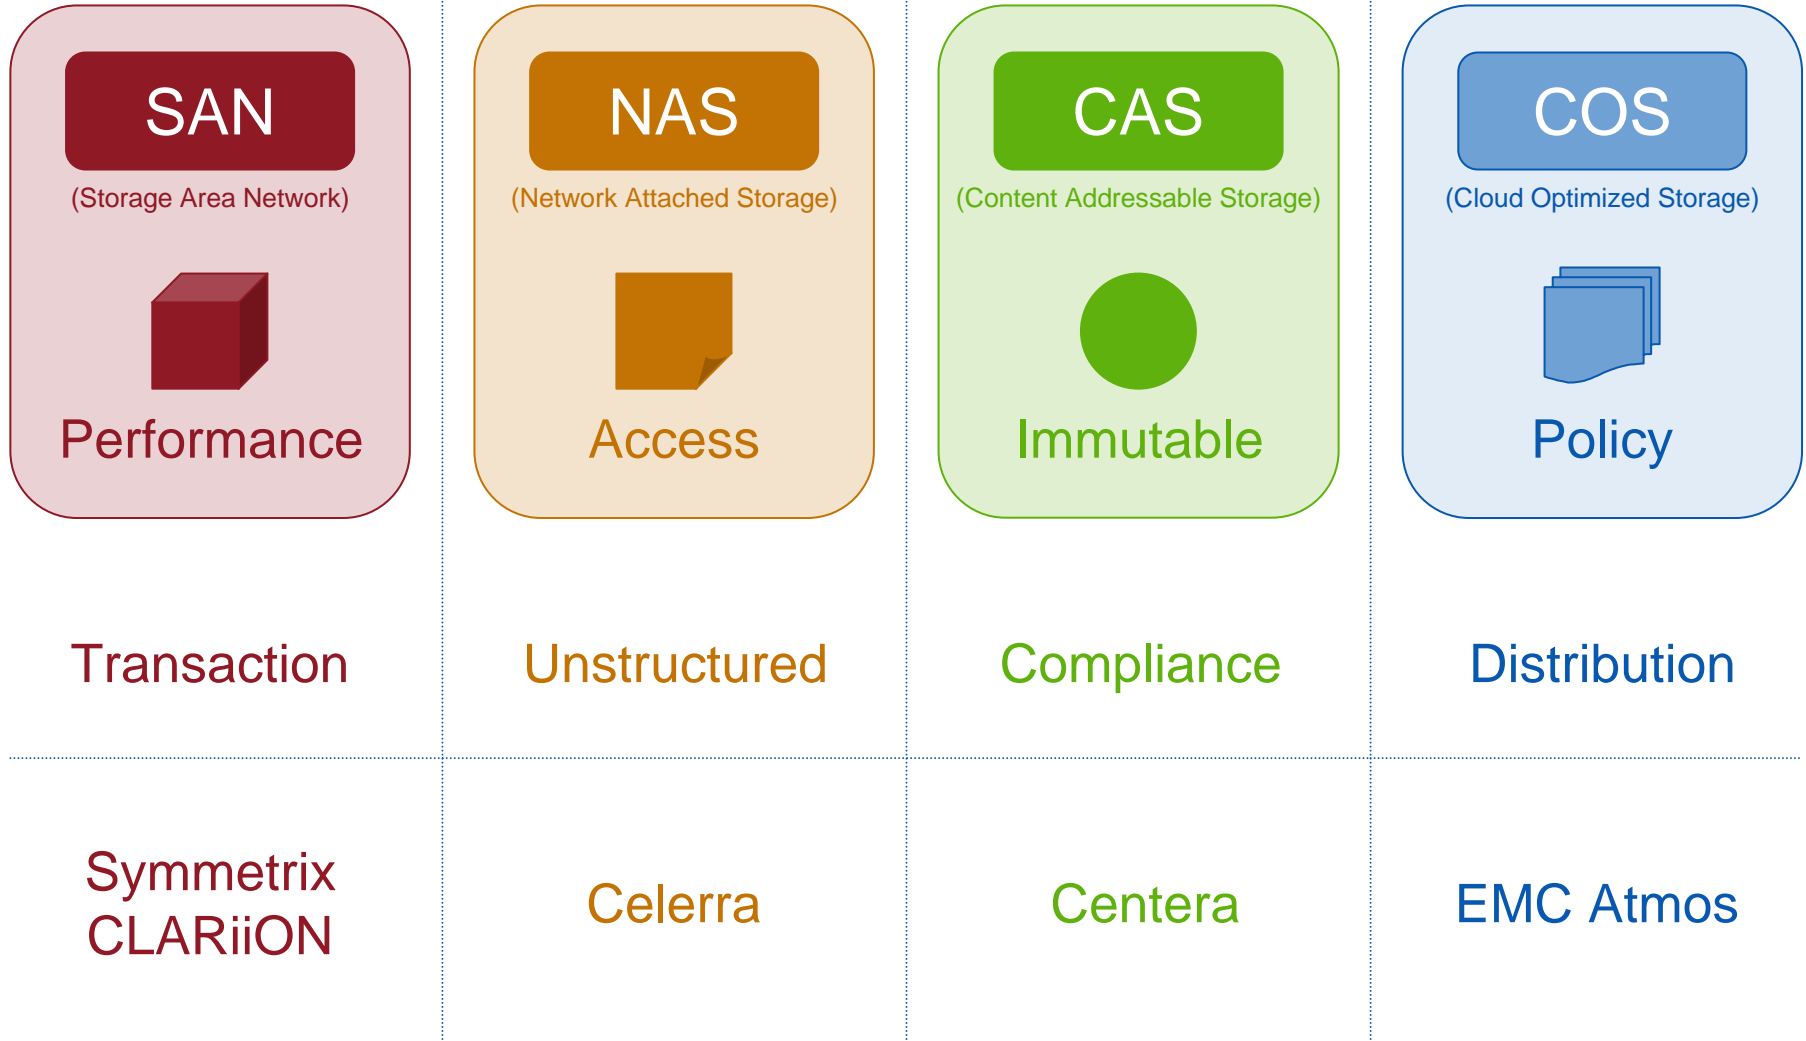 SAN
(Storage Area Network)
Performance
Transaction
Symmetrix
CLARiiON
NAS
(Network Attached Storage)
Access
Unstructured
Celerra
CAS
(Content Addressable Storage)
Immutable
Compliance
Centera
COS
(Cloud Optimized Storage)
Policy
Distribution
EMC Atmos